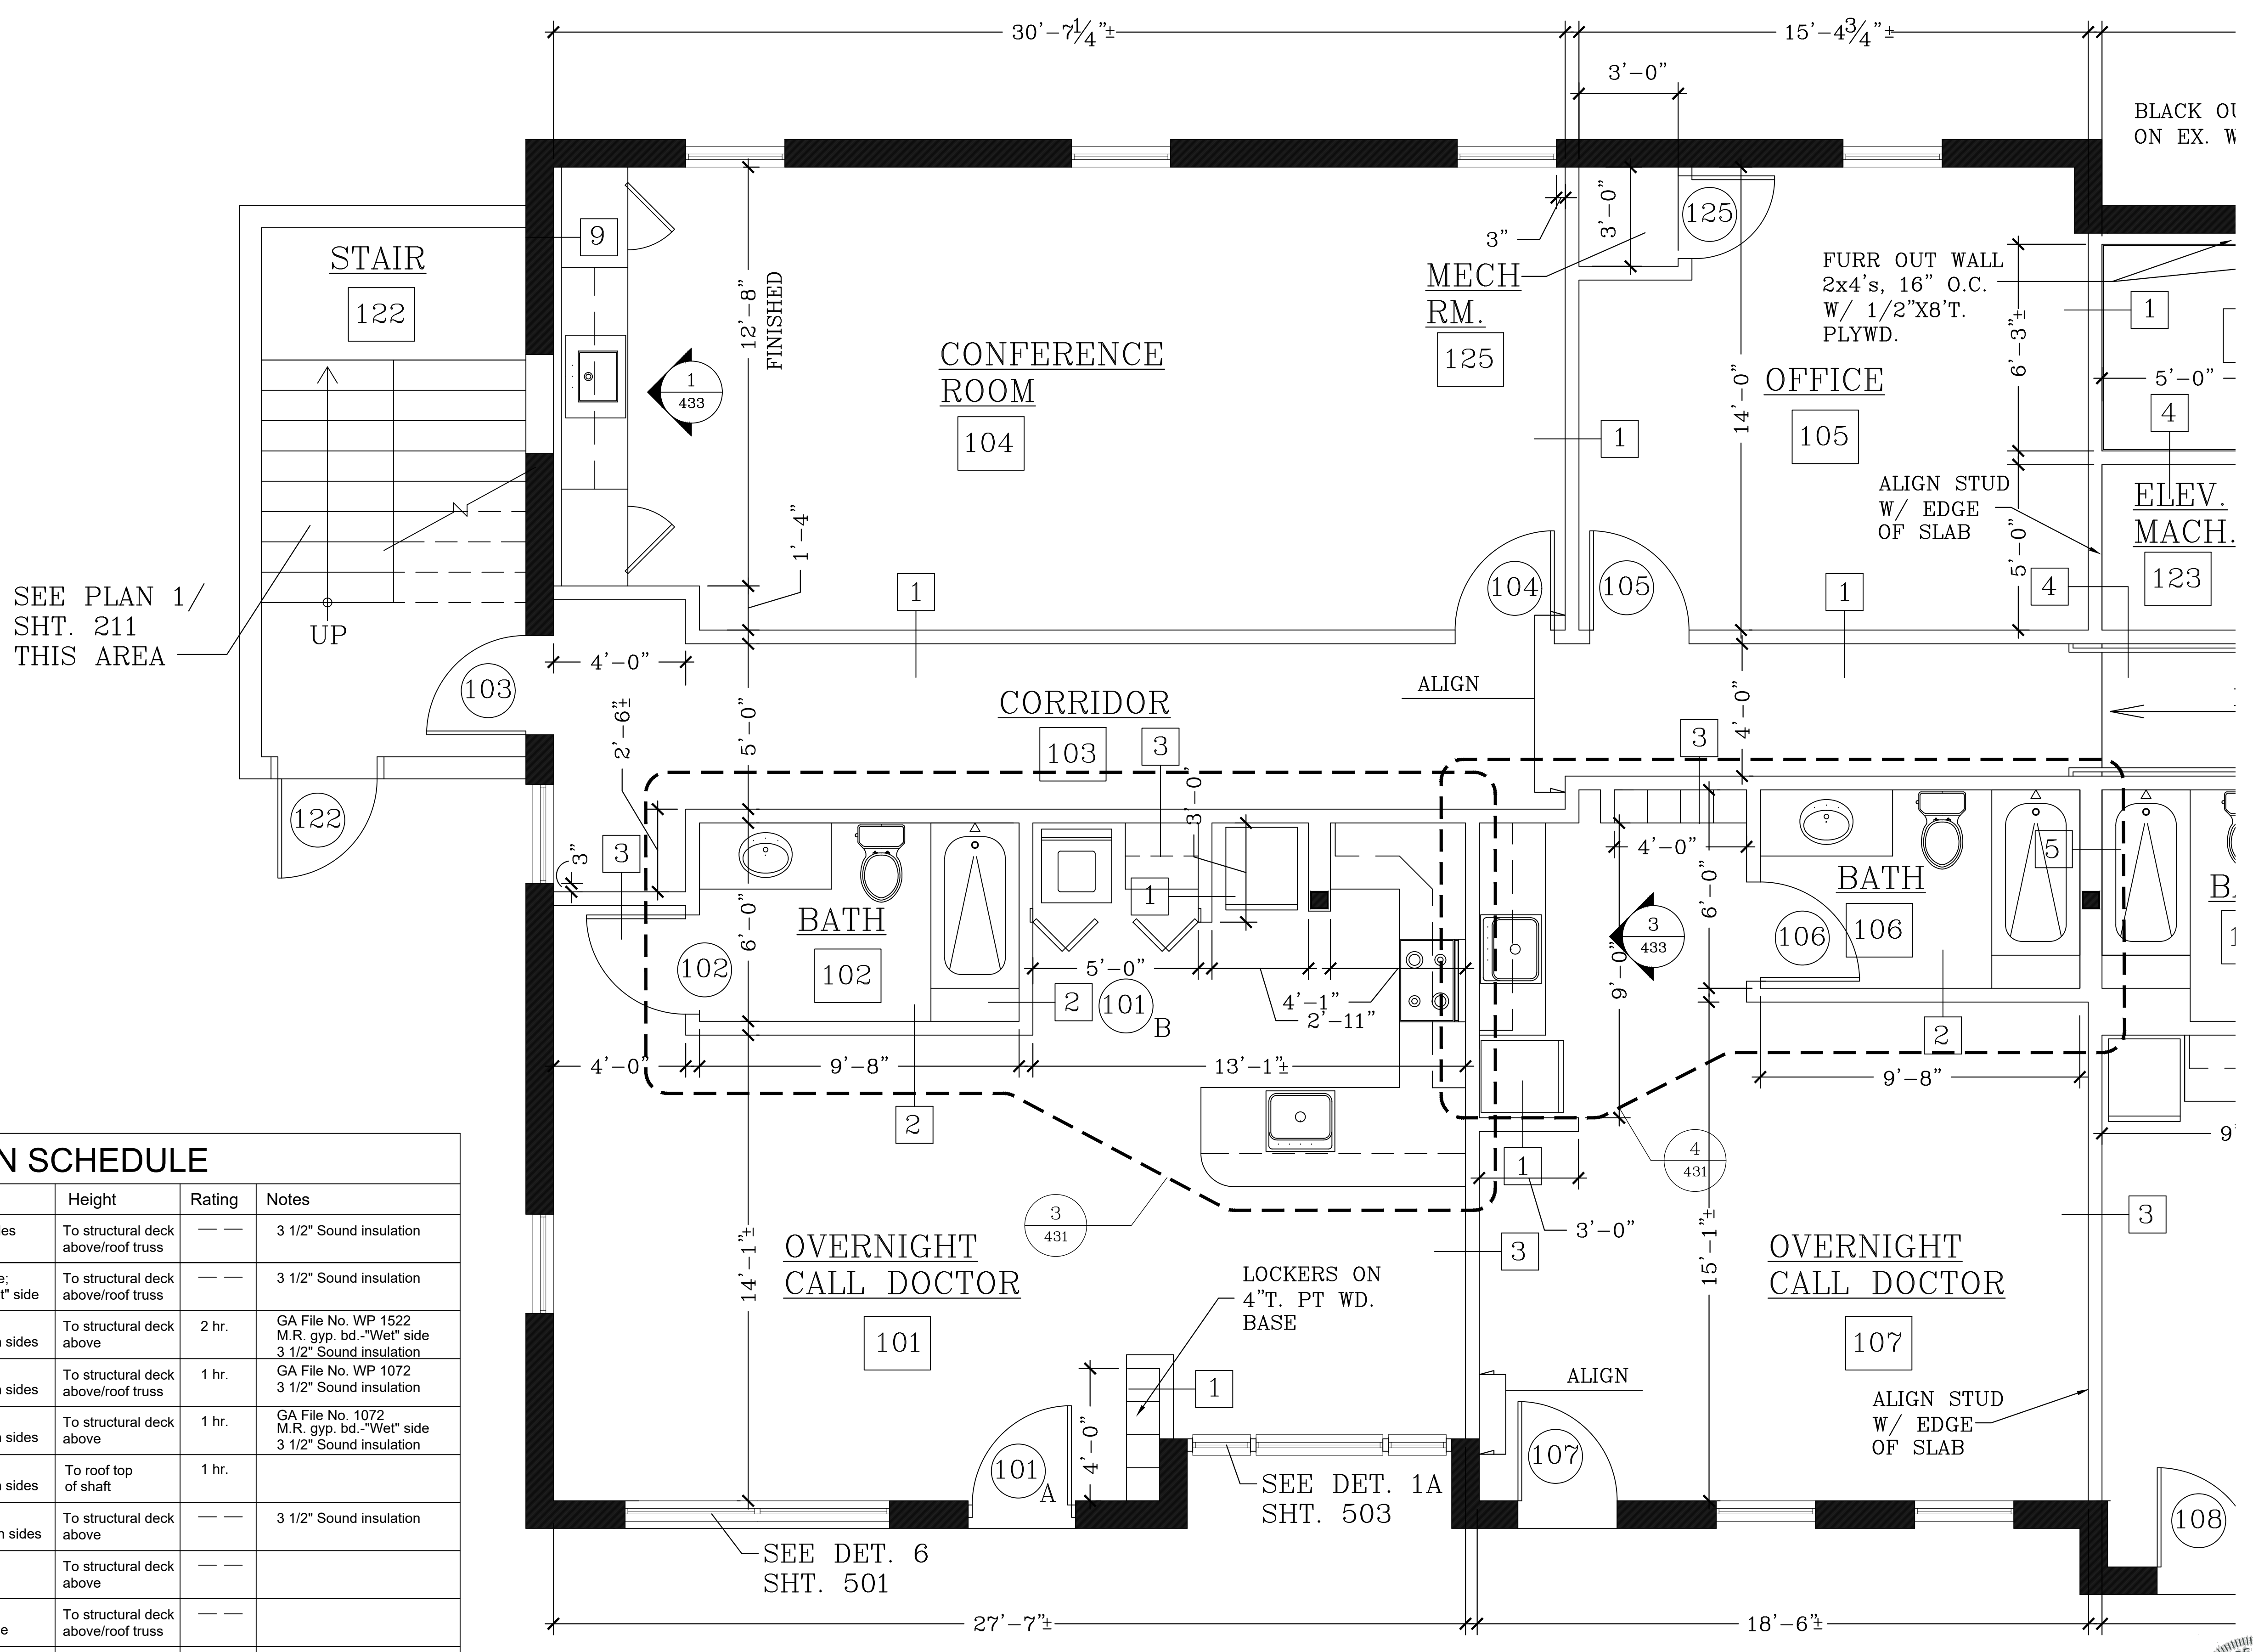 30'-7 1/4"±
15'-4 3/4"±
3'-0"
BLACK
ON EX.
STAIR
122
9
12'-8"
FINISHED
1
433
CONFERENCE
ROOM
104
3"
3'-0"
125
MECH
RM.
125
1
14'-0"
FURR OUT WALL
2x4's, 16" O.C.
W/ 1/2"X8'T.
PLYWD.
OFFICE
105
6'-3"±
1
5'-0"
4
ALIGN STUD
W/ EDGE
OF SLAB
5'-0"
ELEV.
MACH.
123
4
1
SEE PLAN 1/
SHT. 211
THIS AREA
UP
1'-4"
1
104
105
4'-0"
103
2'-6"±
5'-0"
CORRIDOR
103
3
ALIGN
3
4'-0"
122
3"
3
102
6'-0"
BATH
102
2
1
3'-0"
5'-0"
101
B
4'-1"
2'-11"
9'-0"
3
433
4'-0"
6'-0"
106
BATH
106
5
2
4'-0"
9'-8"
13'-1"±
9'-8"
2
4
431
1
3'-0"
3
431
14'-1"±
OVERNIGHT
CALL DOCTOR
101
LOCKERS ON
4"T. PT WD.
BASE
3
15'-1"±
OVERNIGHT
CALL DOCTOR
107
3
1
4'-0"
101
A
ALIGN
107
ALIGN STUD
W/ EDGE
OF SLAB
108
SEE DET. 1A
SHT. 503
SEE DET. 6
SHT. 501
27'-7"±
18'-6"±
SCHEDULE
Height Rating Notes
To structural deck
above/roof truss
— —
3 1/2" Sound insulation
side
To structural deck
above/roof truss
— —
3 1/2" Sound insulation
sides
To structural deck
above
2 hr.
GA File No. WP 1522
M.R. gyp. bd.-"Wet" side
3 1/2" Sound insulation
sides
To structural deck
above/roof truss
1 hr.
GA File No. WP 1072
3 1/2" Sound insulation
sides
To structural deck
above
1 hr.
GA File No. 1072
M.R. gyp. bd.-"Wet" side
3 1/2" Sound insulation
sides
To roof top
of shaft
1 hr.
sides
To structural deck
above
— —
3 1/2" Sound insulation
To structural deck
above
— —
To structural deck
above/roof truss
— —